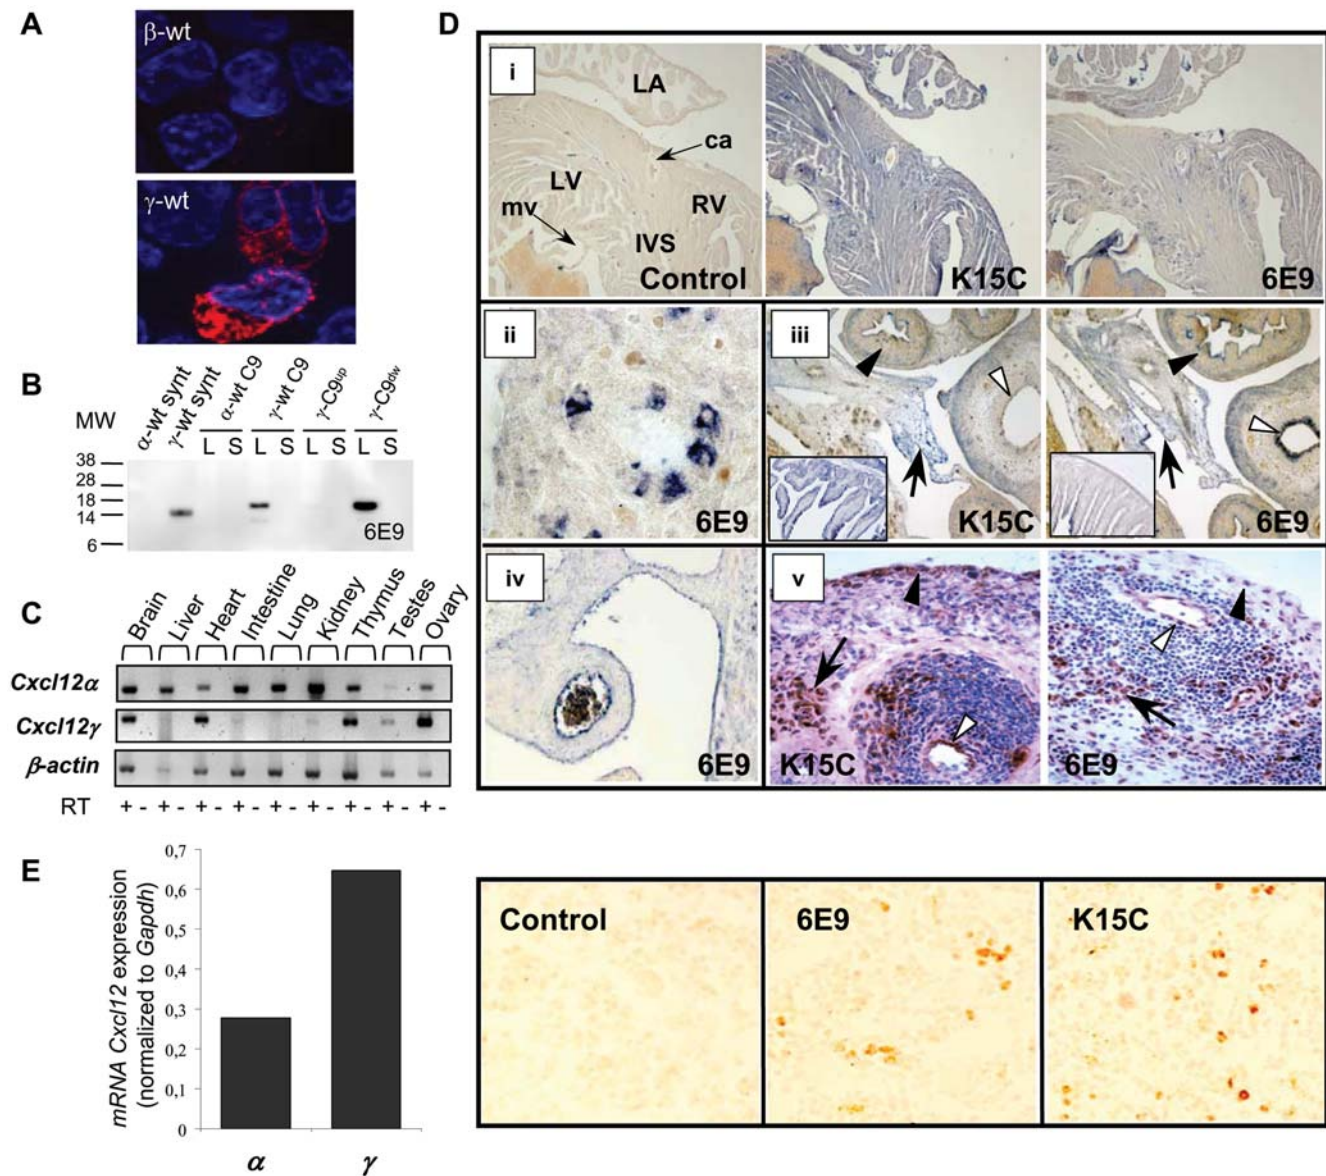 A
β-wt
γ-wt
B
α-wt synt
γ-wt synt
α-wt C9
γ-wt C9
γ-C9up
γ-C9dw
MW
L S L S L S L S
38
28
18
14
6
6E9
C
Brain
Liver
Heart
Intestine
Lung
Kidney
Thymus
Testes
Ovary
Cxcl12α
Cxcl12γ
β-actin
RT + - + - + - + - + - + - + - + - + -
D
i
LA
ca
LV
RV
mv
IVS
Control
K15C
6E9
ii
6E9
iii
K15C
6E9
iv
6E9
v
K15C
6E9
E
mRNA Cxcl12 expression
(normalized to Gapdh)
0,7
0,6
0,5
0,4
0,3
0,2
0,1
0
α
γ
Control
6E9
K15C